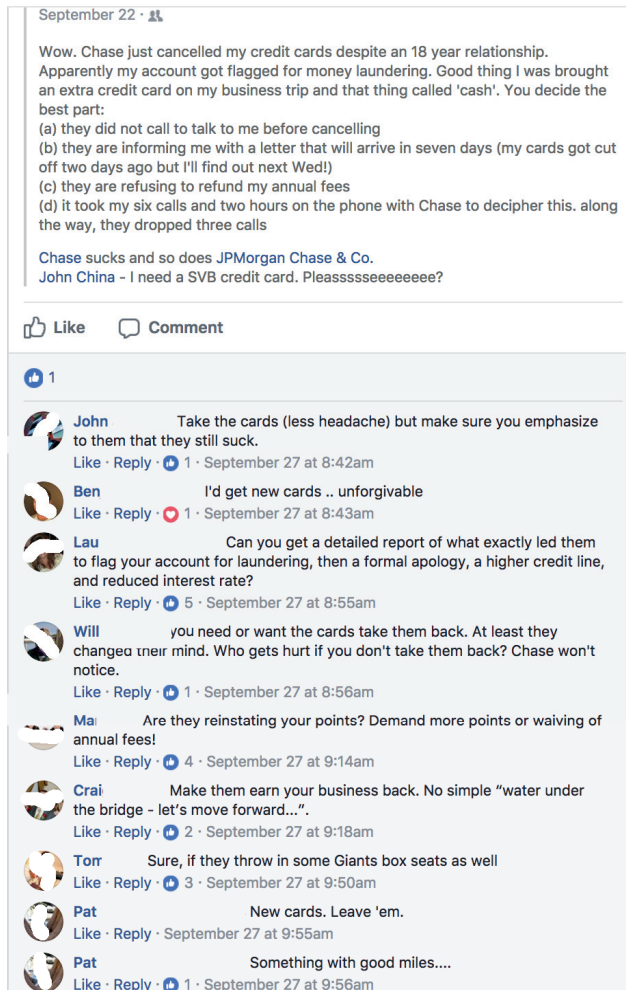 September 22 ·
Wow. Chase just cancelled my credit cards despite an 18 year relationship.
Apparently my account got flagged for money laundering. Good thing I was brought
an extra credit card on my business trip and that thing called 'cash'. You decide the
best part:
(a) they did not call to talk to me before cancelling
(b) they are informing me with a letter that will arrive in seven days (my cards got cut
off two days ago but I'll find out next Wed!)
(c) they are refusing to refund my annual fees
(d) it took my six calls and two hours on the phone with Chase to decipher this. along
the way, they dropped three calls
Chase sucks and so does JPMorgan Chase & Co.
John China - I need a SVB credit card. Pleassssseeeeeeee?
Like Comment
1
John Take the cards (less headache) but make sure you emphasize
to them that they still suck.
Like · Reply · 1 · September 27 at 8:42am
Ben I'd get new cards .. unforgivable
Like · Reply · 1 · September 27 at 8:43am
Lau Can you get a detailed report of what exactly led them
to flag your account for laundering, then a formal apology, a higher credit line,
and reduced interest rate?
Like · Reply · 5 · September 27 at 8:55am
Will you need or want the cards take them back. At least they
changed their mind. Who gets hurt if you don't take them back? Chase won't
notice.
Like · Reply · 1 · September 27 at 8:56am
Ma Are they reinstating your points? Demand more points or waiving of
annual fees!
Like · Reply · 4 · September 27 at 9:14am
Crai Make them earn your business back. No simple “water under
the bridge - let’s move forward...”.
Like · Reply · 2 · September 27 at 9:18am
Tom Sure, if they throw in some Giants box seats as well
Like · Reply · 3 · September 27 at 9:50am
Pat New cards. Leave 'em.
Like · Reply · September 27 at 9:55am
Pat Something with good miles....
Like · Reply · 1 · September 27 at 9:56am